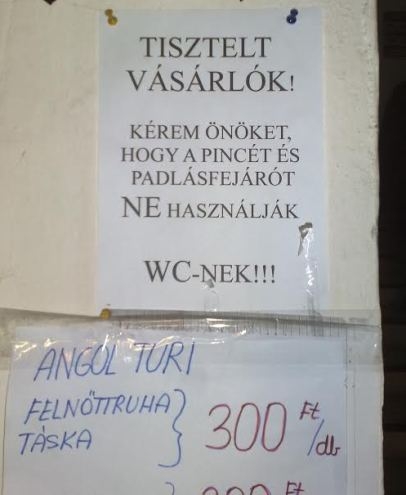 TISZTELT
VÁSÁRLÓK!
KÉREM ÖNÖKET,
HOGY A PINCÉT ÉS
PADLÁSFEJÁRÓT
NE HASZNÁLJÁK
WC-NEK!!!
ANGOL TURI
FELNŐTTRUHA } 300 Ft/db
TÁSKA
Ft